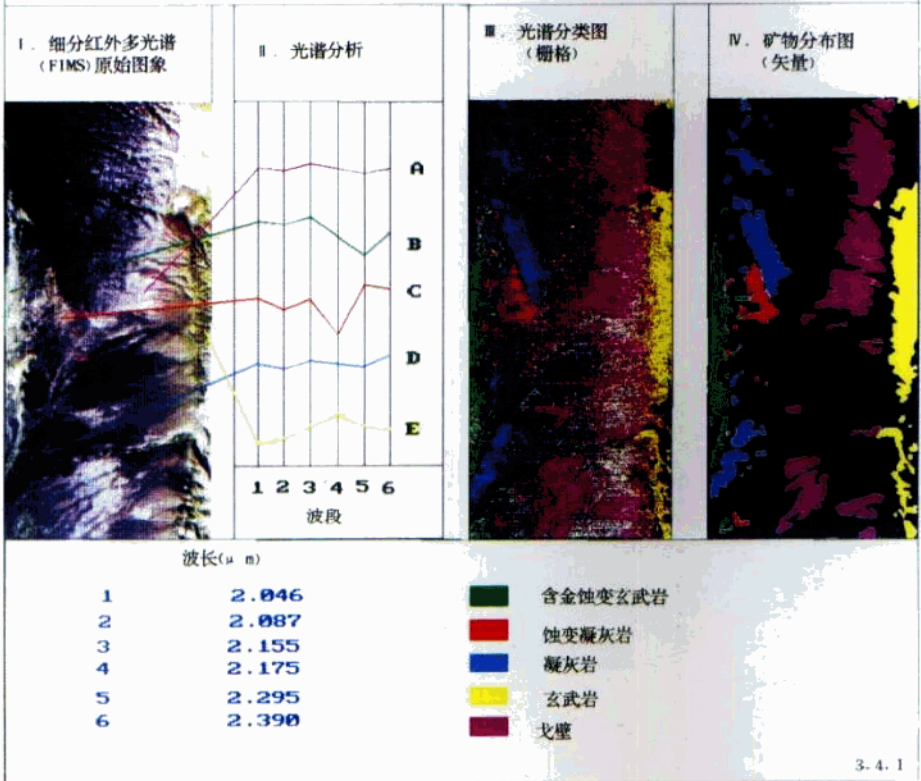 Ⅰ. 细分红外多光谱
(FIMS)原始图象
Ⅱ. 光谱分析
Ⅲ. 光谱分类图
(栅格)
Ⅳ. 矿物分布图
(矢量)
A
B
C
D
E
1 2 3 4 5 6
波段
波长(μ m)
1 2.046
2 2.087
3 2.155
4 2.175
5 2.295
6 2.390
含金蚀变玄武岩
蚀变凝灰岩
凝灰岩
玄武岩
戈壁
3.4.1